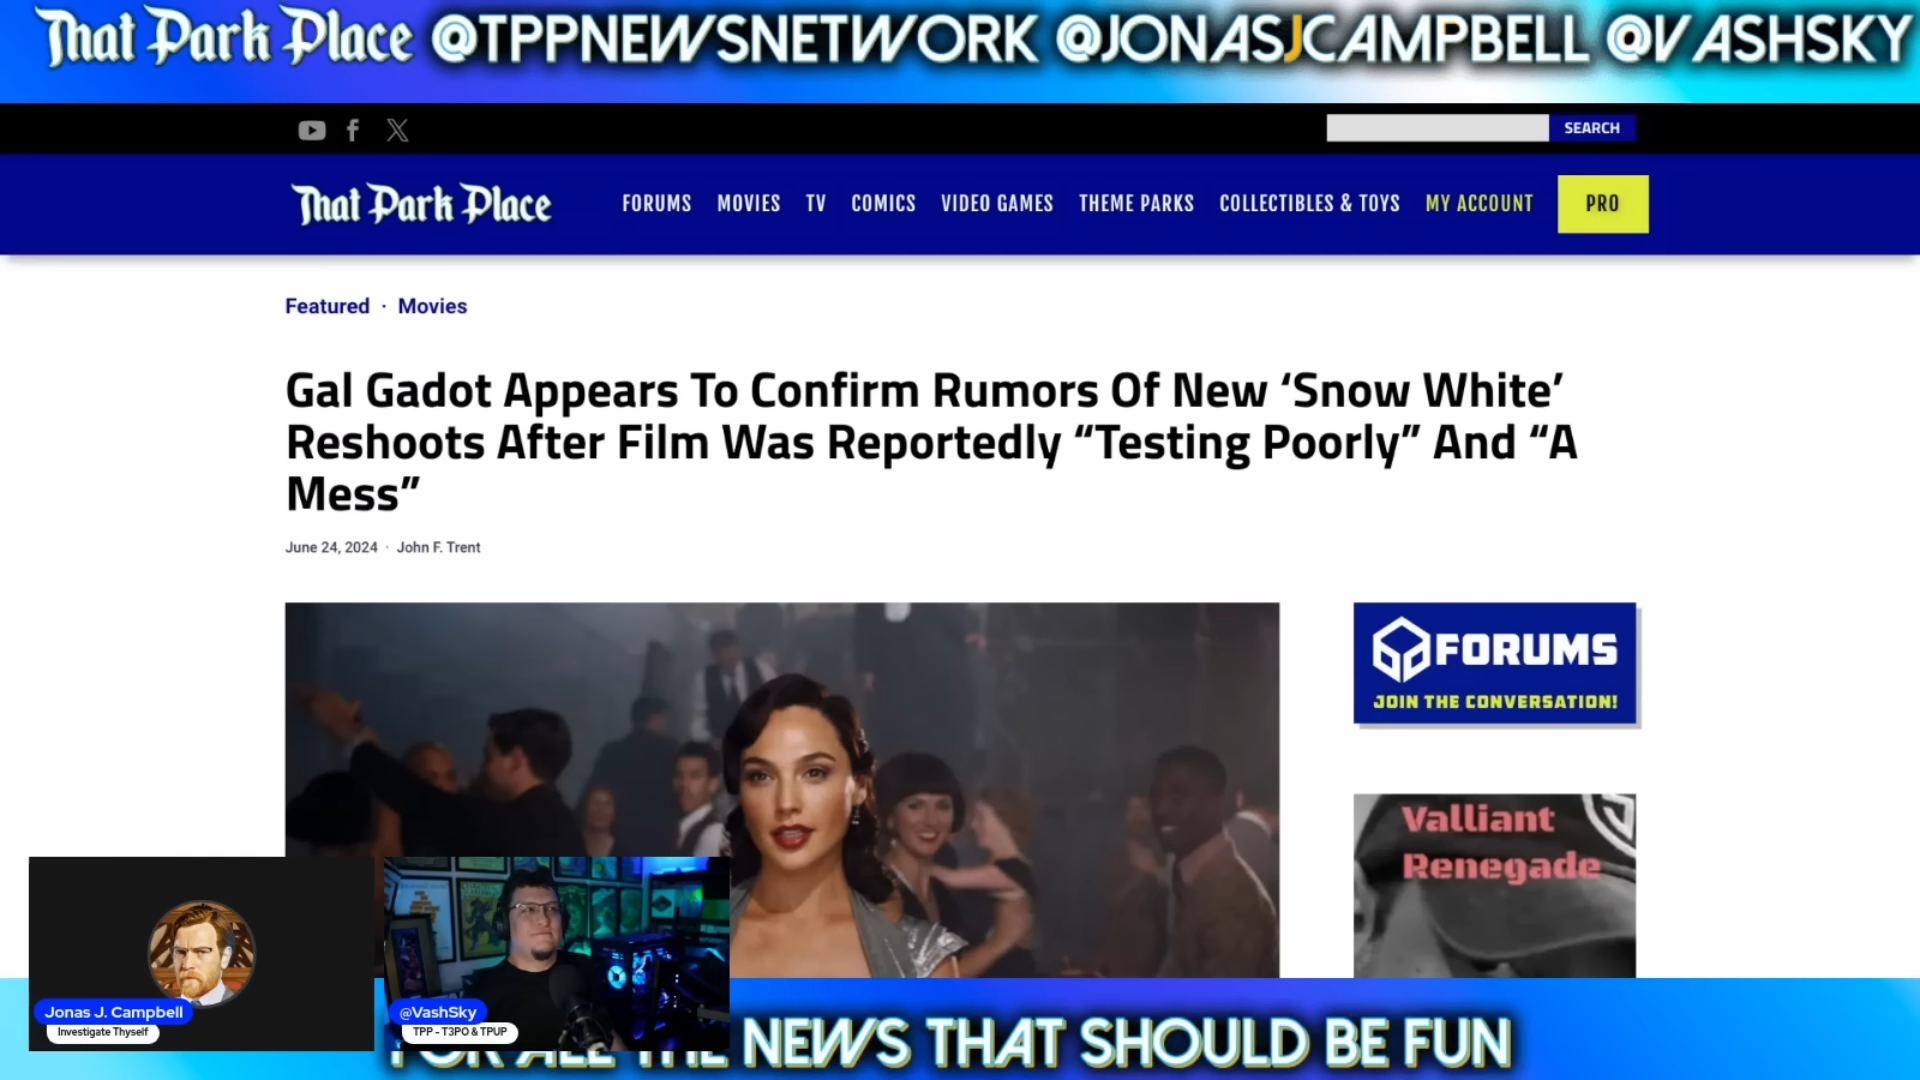 That Park Place @TPPNEWSNETWORK @JONASJCAMPBELL @VASHSKY
SEARCH
That Park Place FORUMS MOVIES TV COMICS VIDEO GAMES THEME PARKS COLLECTIBLES & TOYS MY ACCOUNT PRO
Featured · Movies
Gal Gadot Appears To Confirm Rumors Of New ‘Snow White’
Reshoots After Film Was Reportedly “Testing Poorly” And “A
Mess”
June 24, 2024 · John F. Trent
FORUMS
JOIN THE CONVERSATION!
Valliant
Renegade
Jonas J. Campbell
Investigate Thyself
@VashSky
TPP - T3PO & TPUP
FOR ALL THE NEWS THAT SHOULD BE FUN